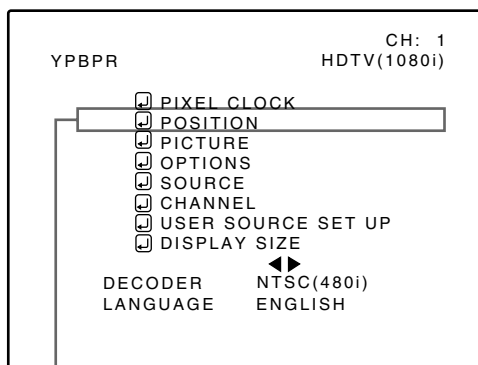 CH: 1
YPBPR HDTV(1080i)
PIXEL CLOCK
POSITION
PICTURE
OPTIONS
SOURCE
CHANNEL
USER SOURCE SET UP
DISPLAY SIZE
DECODER NTSC(480i)
LANGUAGE ENGLISH